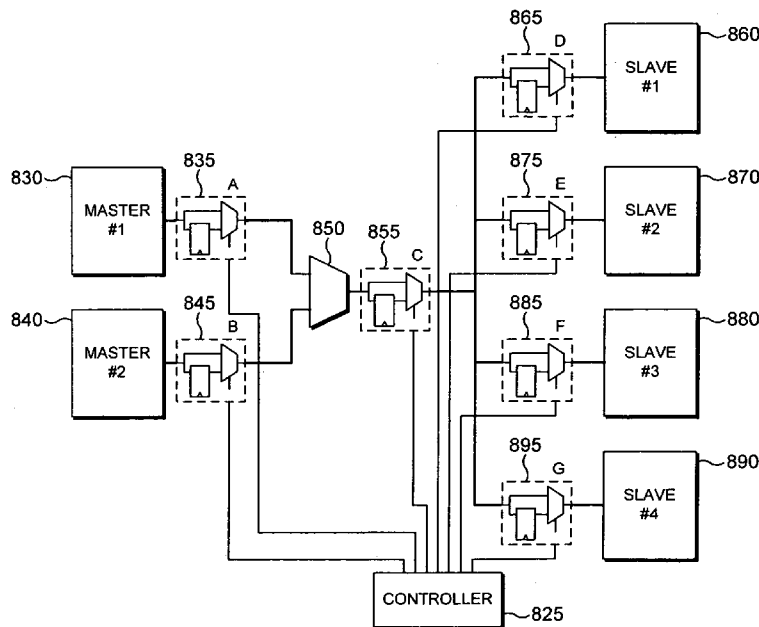 865
D
860
SLAVE
#1
830
835
A
875
E
870
MASTER
#1
850
855
C
SLAVE
#2
840
845
B
885
F
880
MASTER
#2
SLAVE
#3
895
G
890
SLAVE
#4
CONTROLLER
825